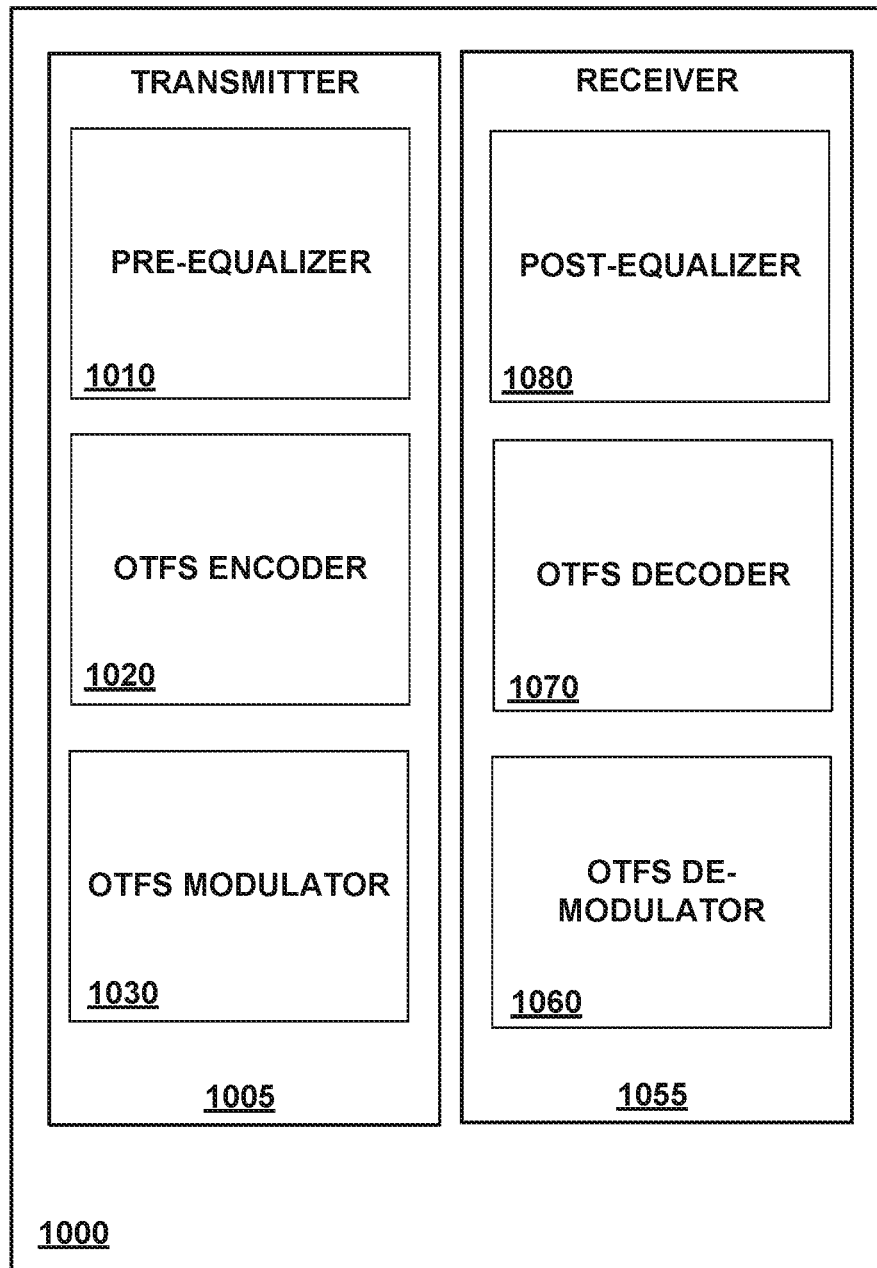 TRANSMITTER
PRE-EQUALIZER
1010
OTFS ENCODER
1020
OTFS MODULATOR
1030
1005
RECEIVER
POST-EQUALIZER
1080
OTFS DECODER
1070
OTFS DE-
MODULATOR
1060
1055
1000